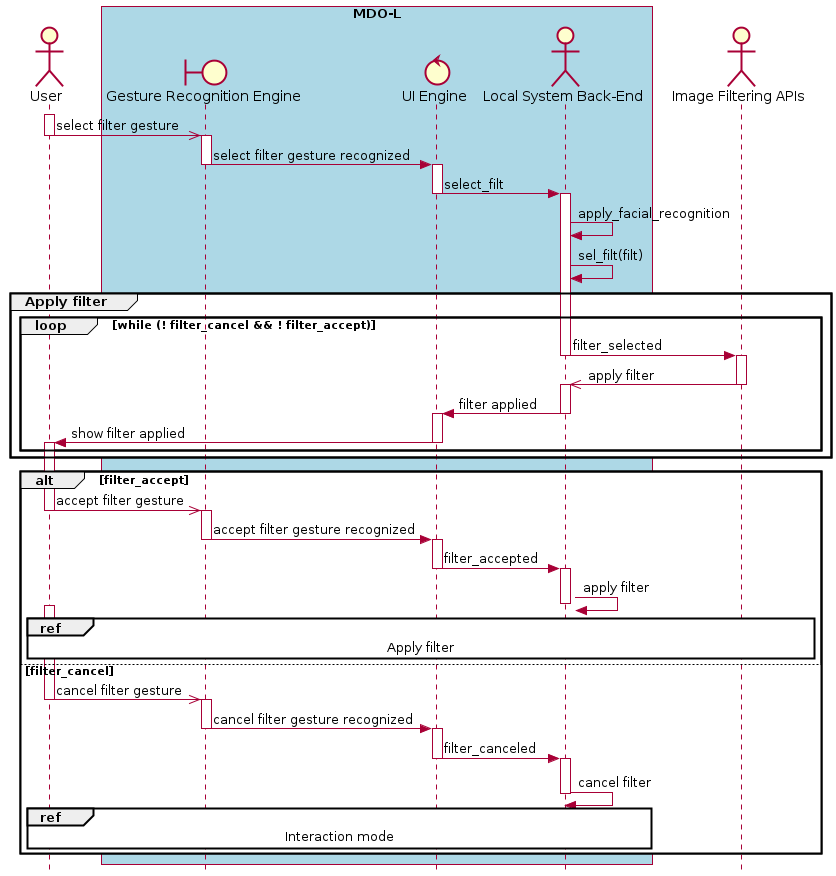 MDO-L
User
Gesture Recognition Engine
UI Engine
Local System Back-End
Image Filtering APIs
select filter gesture
select filter gesture recognized
select_filt
apply_facial_recognition
sel_filt(filt)
Apply filter
loop
[while (! filter_cancel && ! filter_accept)]
filter_selected
apply filter
filter applied
show filter applied
alt
[filter_accept]
accept filter gesture
accept filter gesture recognized
filter_accepted
apply filter
ref
Apply filter
[filter_cancel]
cancel filter gesture
cancel filter gesture recognized
filter_canceled
cancel filter
ref
Interaction mode